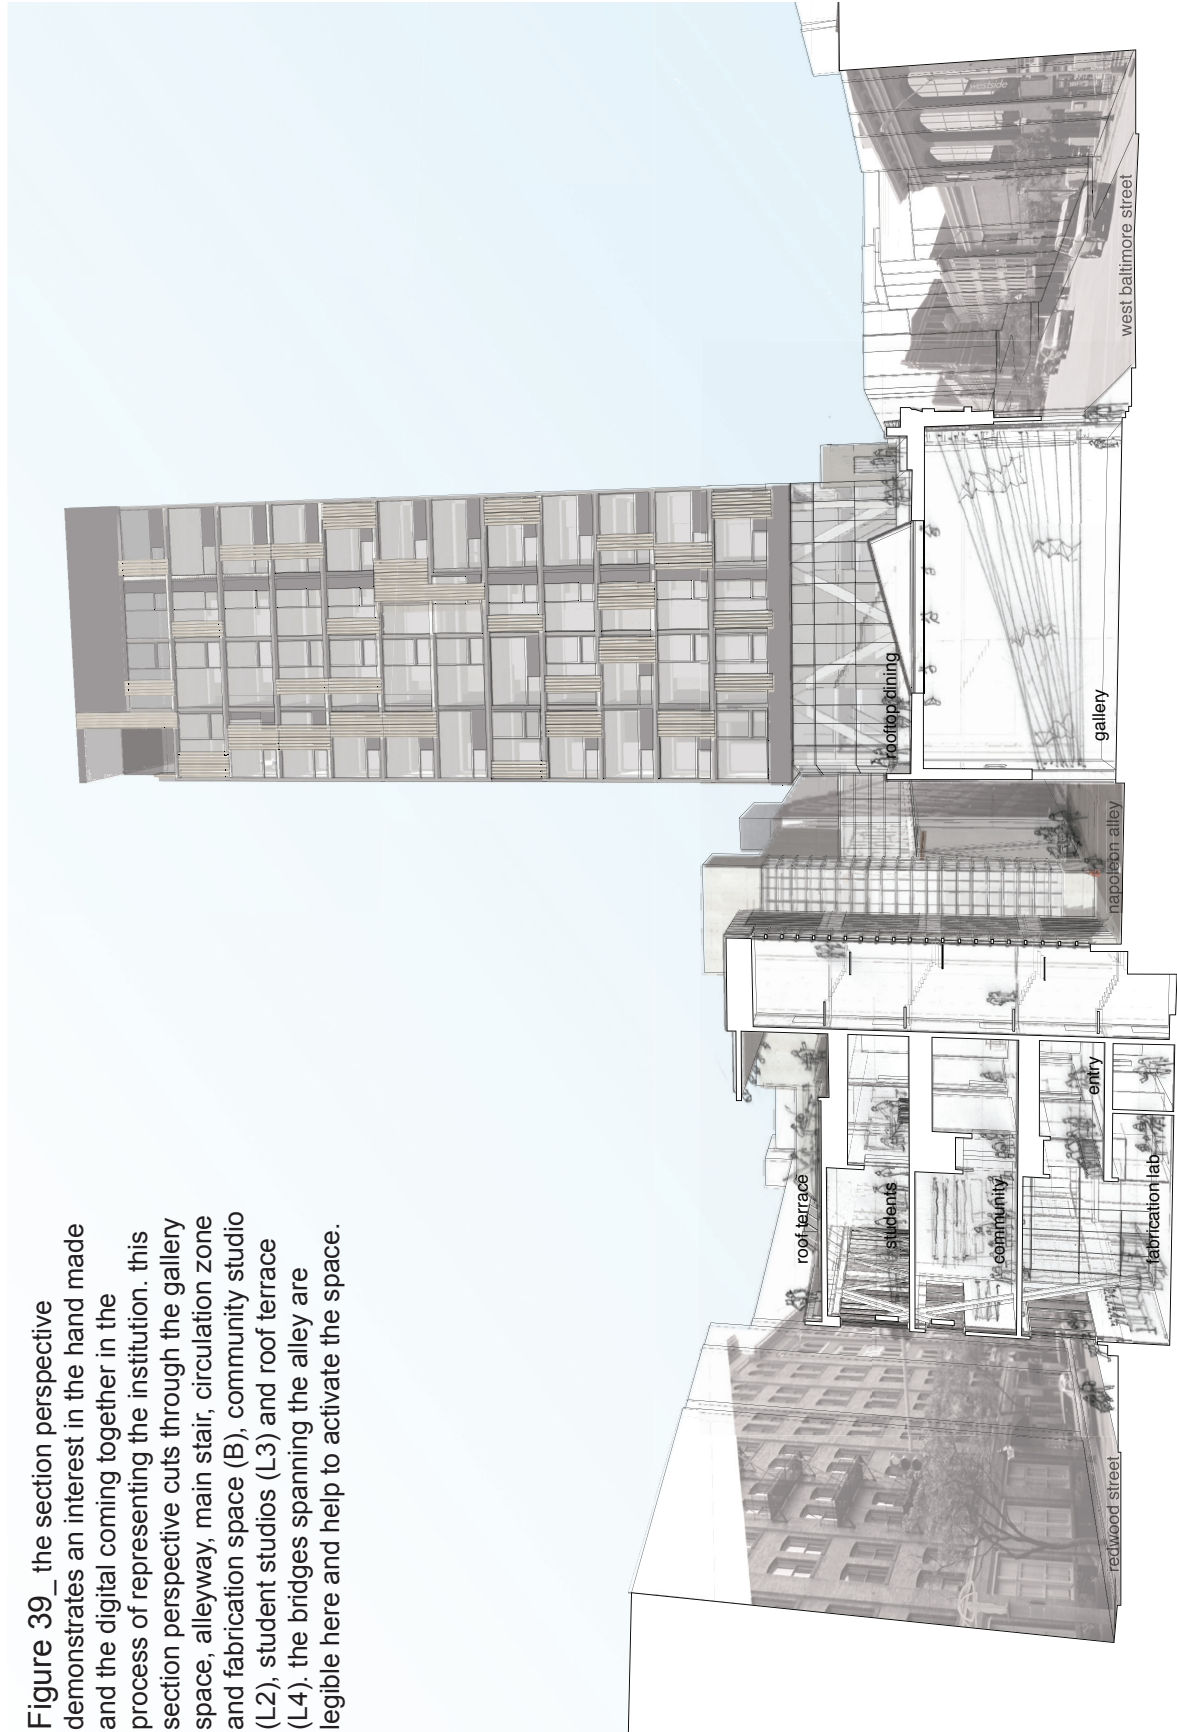 Figure 39_ the section perspective
demonstrates an interest in the hand made
and the digital coming together in the
process of representing the institution. this
section perspective cuts through the gallery
space, alleyway, main stair, circulation zone
and fabrication space (B), community studio
(L2), student studios (L3) and roof terrace
(L4). the bridges spanning the alley are
legible here and help to activate the space.
roof terrace
students
community
entry
fabrication lab
rooftop dining
gallery
redwood street
napoleon alley
west baltimore street
westside